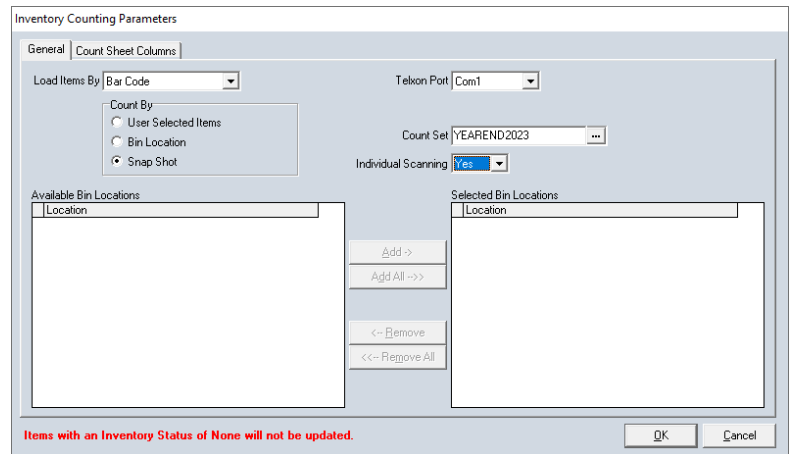 Inventory Counting Parameters
General
Count Sheet Columns
Load Items By Bar Code
Telxon Port Com1
Count By
User Selected Items
Bin Location
Snap Shot
Count Set YEAREND2023 ...
Individual Scanning Yes
Available Bin Locations
Location
Selected Bin Locations
Location
Add ->
Add All -->>
<-- Remove
<<-- Remove All
Items with an Inventory Status of None will not be updated.
OK
Cancel